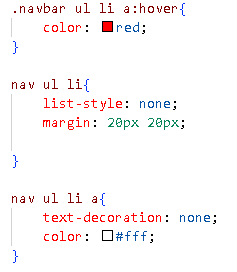 .navbar ul li a:hover{
color: red;
}
nav ul li{
list-style: none;
margin: 20px 20px;
}
nav ul li a{
text-decoration: none;
color: #fff;
}